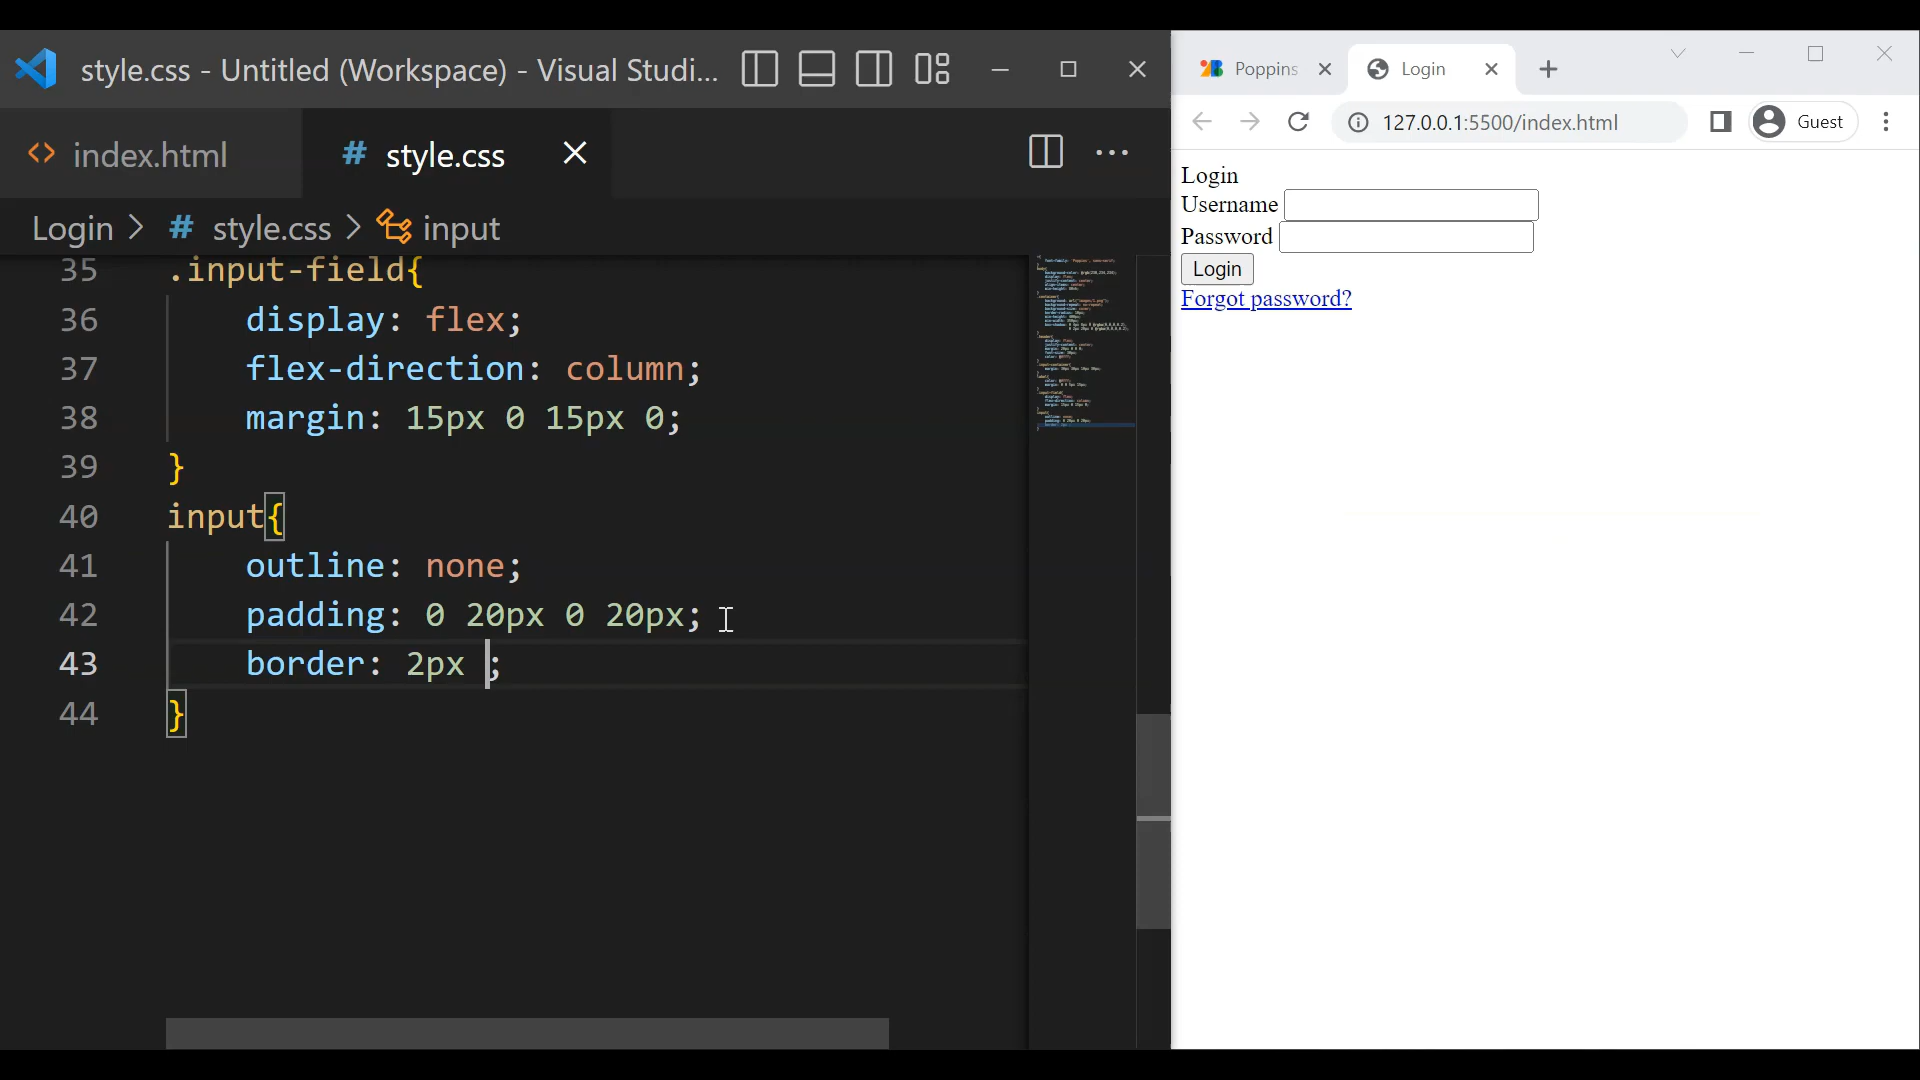 style.css - Untitled (Workspace) - Visual Studi...
index.html
# style.css
Login > # style.css > input
35 .input-field{
36 display: flex;
37 flex-direction: column;
38 margin: 15px 0 15px 0;
39 }
40 input{
41 outline: none;
42 padding: 0 20px 0 20px;
43 border: 2px ;
44 }
Poppins
Login
127.0.0.1:5500/index.html
Guest
Login
Username
Password
Login
Forgot password?